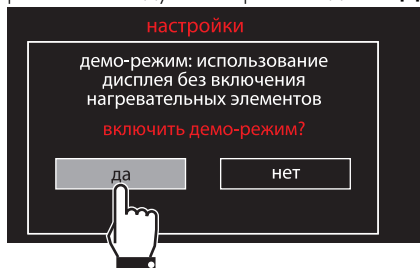 настройки
демо-режим: использование
дисплея без включения
нагревательных элементов
включить демо-режим?
да
нет